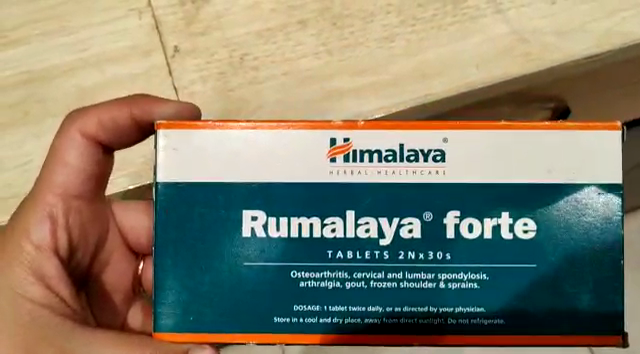 Himalaya®
HERBAL HEALTHCARE
Rumalaya® forte
TABLETS 2Nx30s
Osteoarthritis, cervical and lumbar spondylosis,
arthralgia, gout, frozen shoulder & sprains.
DOSAGE: 1 tablet twice daily, or as directed by your physician.
Store in a cool and dry place, away from direct sunlight. Do not refrigerate.